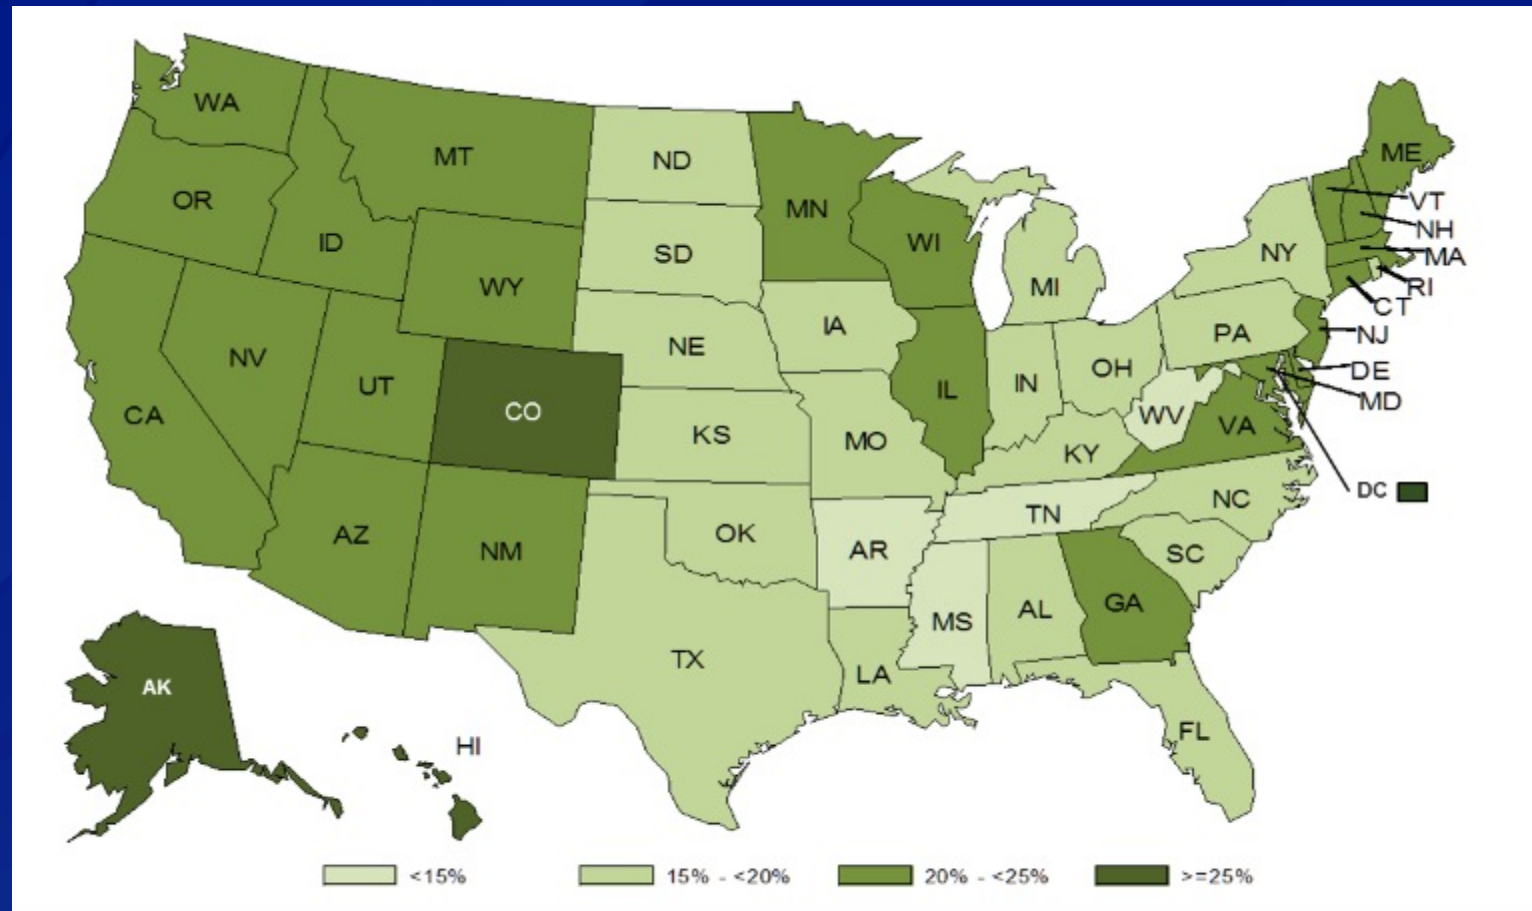 WA
MT
ND
MN
ME
OR
ID
SD
WI
VT
NH
MA
NY
MI
RI
CT
WY
IA
PA
NJ
NV
UT
NE
IL
IN
OH
DE
MD
CA
CO
KS
MO
WV
VA
KY
DC
NC
AZ
NM
OK
AR
TN
SC
MS
AL
GA
TX
LA
AK
FL
HI
<15%
15% - <20%
20% - <25%
>=25%